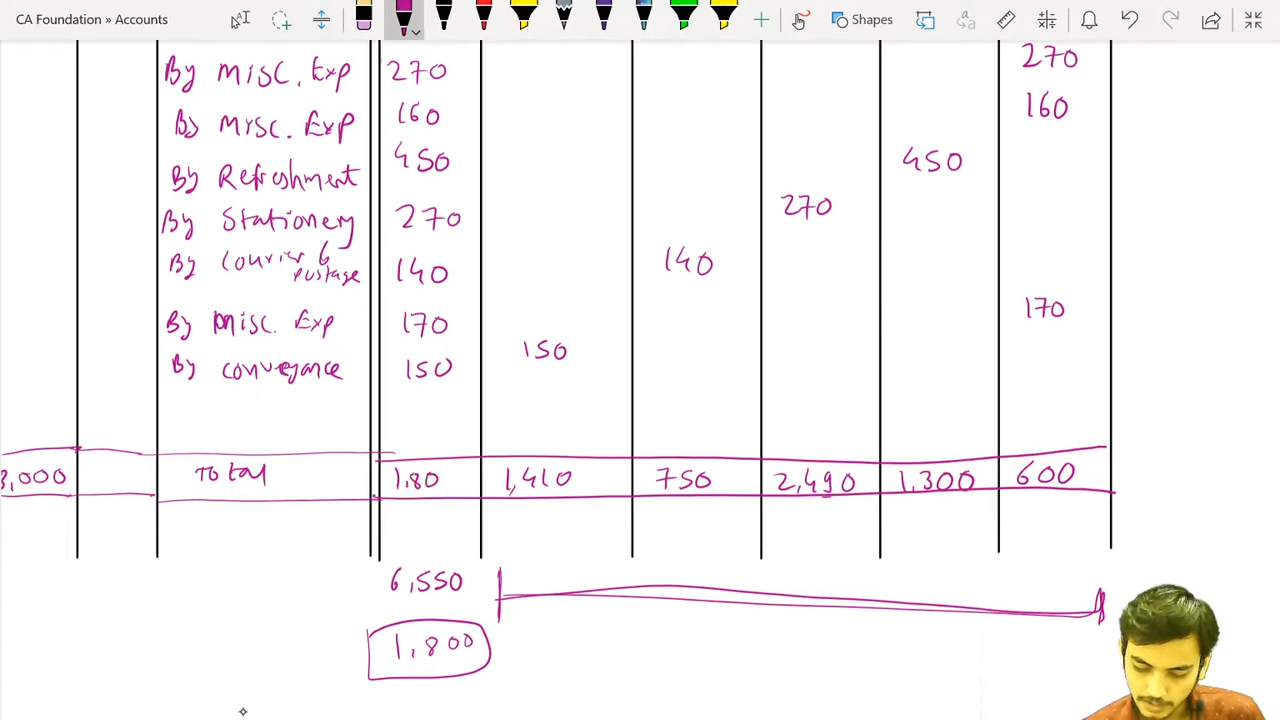 CA Foundation » Accounts
Shapes
By Misc. Exp 270 270
By Misc. Exp 160 160
By Refreshment 450 450
By Stationery 270 270
By Courier & Postage 140 140
By Misc. Exp 170 170
By conveyance 150 150
3,000 Total 1,80 1,410 750 2,490 1,300 600
6,550
1,800